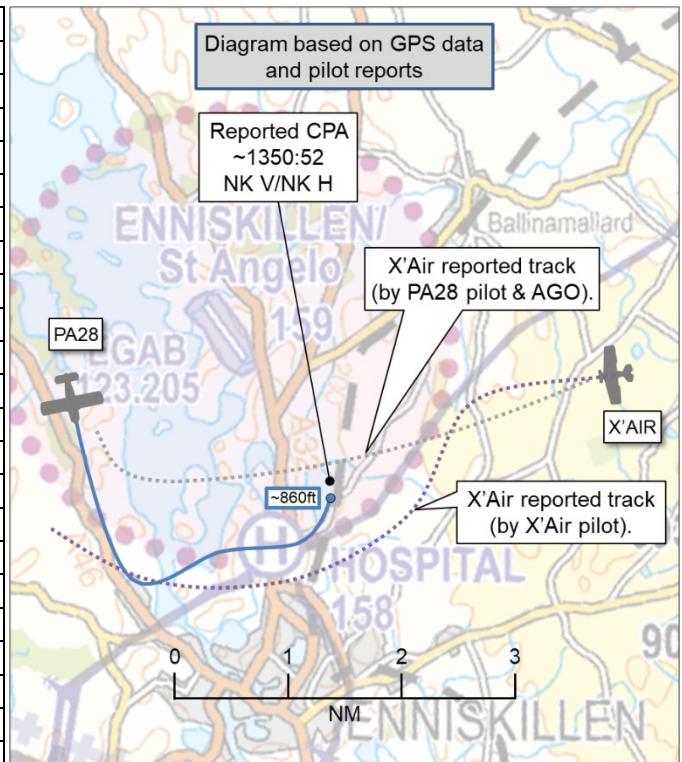 Diagram based on GPS data
and pilot reports
Reported CPA
~1350:52
NK V/NK H
ENNISKILLEN/
St Angelo
Ballinamallard
X'Air reported track
(by PA28 pilot & AGO).
159
PA28
EGAB
123.205
X'AIR
A32
~860ft
X'Air reported track
(by X'Air pilot).
H
HOSPITAL
158
A46
90
0 1 2 3
NM
ENNISKILLEN